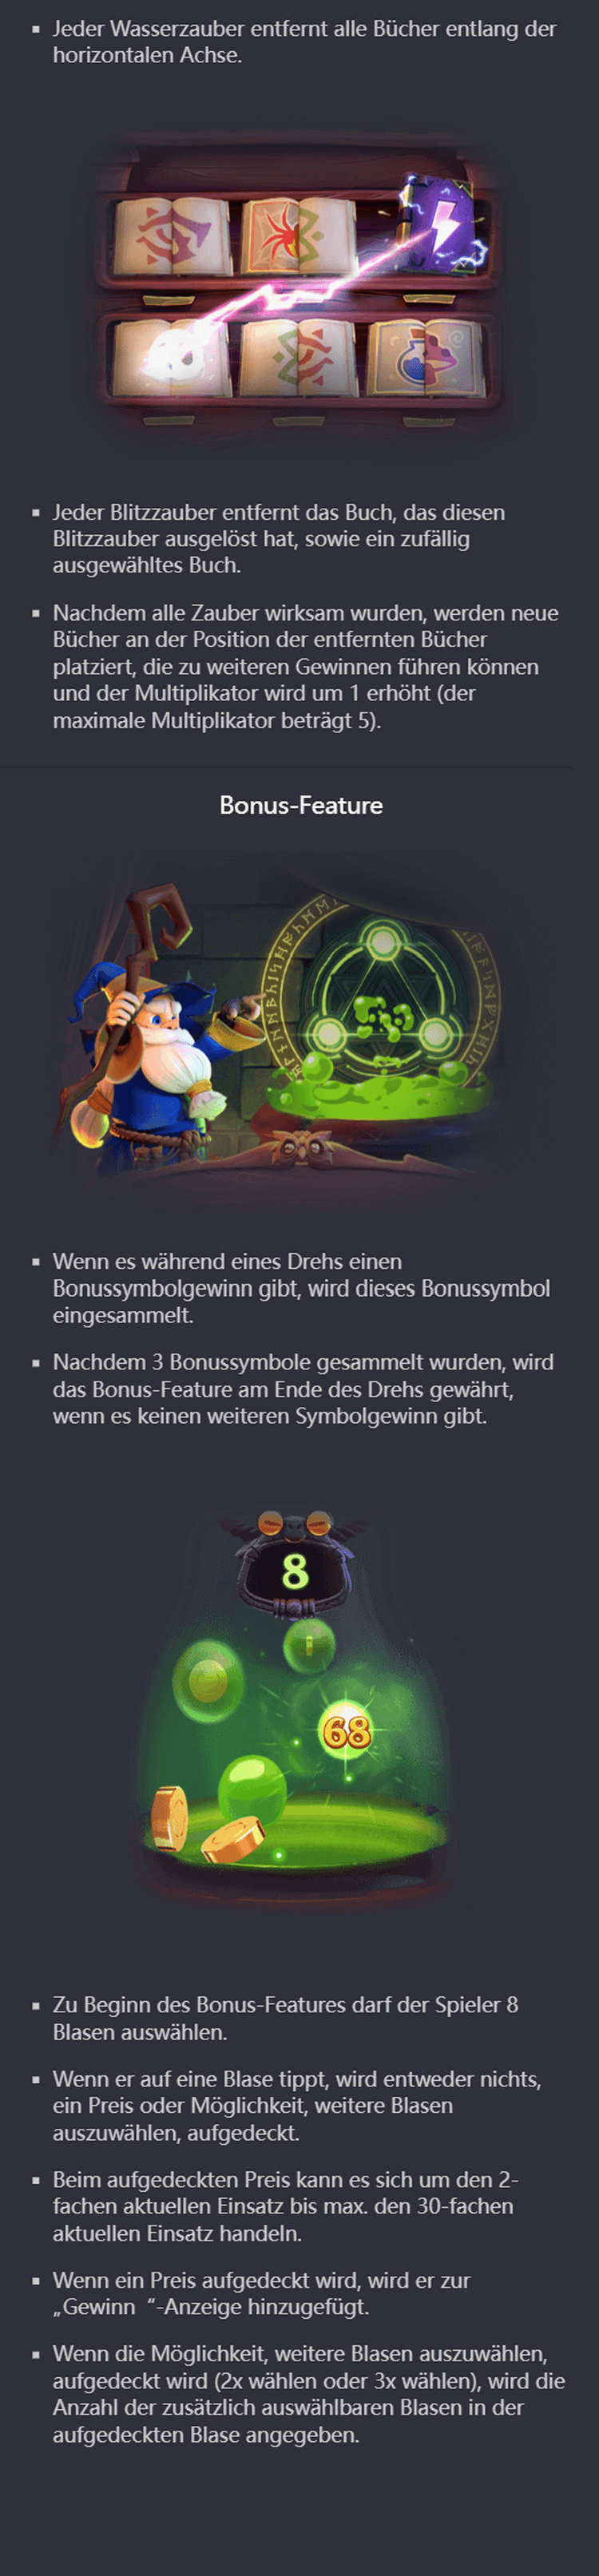 ▪ Jeder Wasserzauber entfernt alle Bücher entlang der
horizontalen Achse.
▪ Jeder Blitzzauber entfernt das Buch, das diesen
Blitzzauber ausgelöst hat, sowie ein zufällig
ausgewähltes Buch.
▪ Nachdem alle Zauber wirksam wurden, werden neue
Bücher an der Position der entfernten Bücher
platziert, die zu weiteren Gewinnen führen können
und der Multiplikator wird um 1 erhöht (der
maximale Multiplikator beträgt 5).
Bonus-Feature
▪ Wenn es während eines Drehs einen
Bonussymbolgewinn gibt, wird dieses Bonussymbol
eingesammelt.
▪ Nachdem 3 Bonussymbole gesammelt wurden, wird
das Bonus-Feature am Ende des Drehs gewährt,
wenn es keinen weiteren Symbolgewinn gibt.
8
68
▪ Zu Beginn des Bonus-Features darf der Spieler 8
Blasen auswählen.
▪ Wenn er auf eine Blase tippt, wird entweder nichts,
ein Preis oder Möglichkeit, weitere Blasen
auszuwählen, aufgedeckt.
▪ Beim aufgedeckten Preis kann es sich um den 2-
fachen aktuellen Einsatz bis max. den 30-fachen
aktuellen Einsatz handeln.
▪ Wenn ein Preis aufgedeckt wird, wird er zur
„Gewinn “-Anzeige hinzugefügt.
▪ Wenn die Möglichkeit, weitere Blasen auszuwählen,
aufgedeckt wird (2x wählen oder 3x wählen), wird die
Anzahl der zusätzlich auswählbaren Blasen in der
aufgedeckten Blase angegeben.